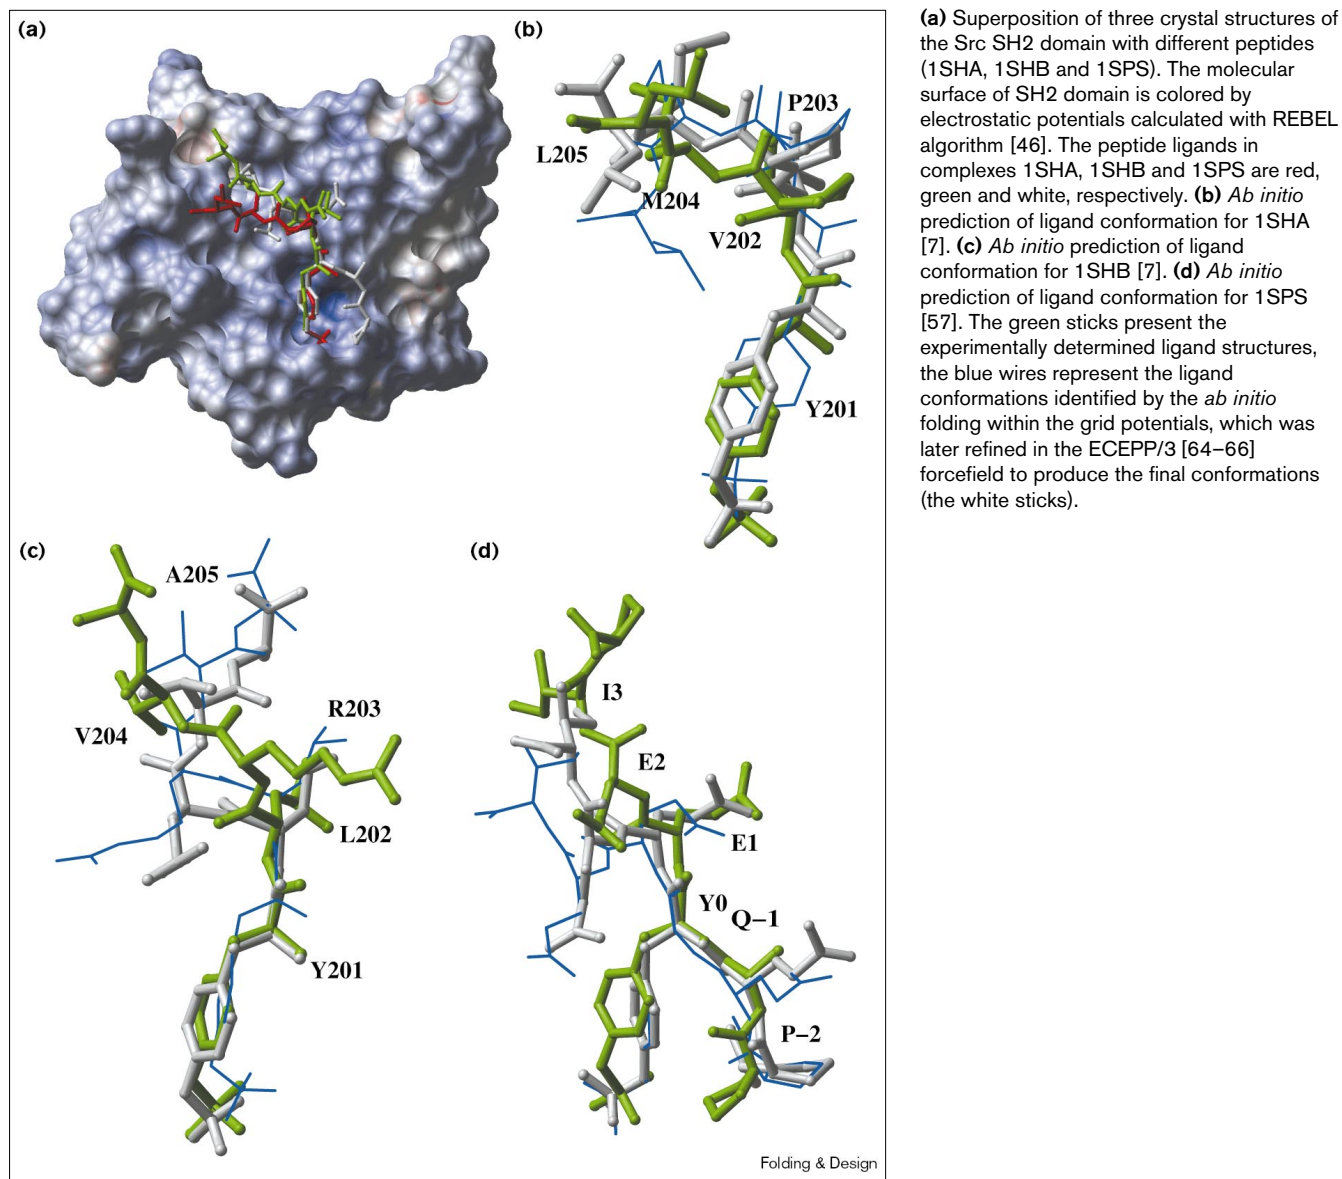 (a)
(b)
P203
L205
M204
V202
Y201
(c)
A205
R203
V204
L202
Y201
(d)
I3
E2
E1
Y0
Q–1
P–2
Folding & Design
(a) Superposition of three crystal structures of
the Src SH2 domain with different peptides
(1SHA, 1SHB and 1SPS). The molecular
surface of SH2 domain is colored by
electrostatic potentials calculated with REBEL
algorithm [46]. The peptide ligands in
complexes 1SHA, 1SHB and 1SPS are red,
green and white, respectively. (b) Ab initio
prediction of ligand conformation for 1SHA
[7]. (c) Ab initio prediction of ligand
conformation for 1SHB [7]. (d) Ab initio
prediction of ligand conformation for 1SPS
[57]. The green sticks present the
experimentally determined ligand structures,
the blue wires represent the ligand
conformations identified by the ab initio
folding within the grid potentials, which was
later refined in the ECEPP/3 [64–66]
forcefield to produce the final conformations
(the white sticks).